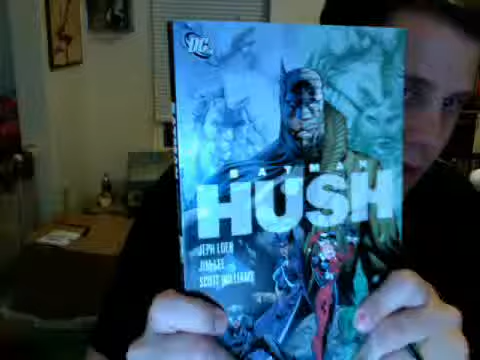 DC
BATMAN
HUSH
JEPH LOEB
JIM LEE
SCOTT WILLIAMS